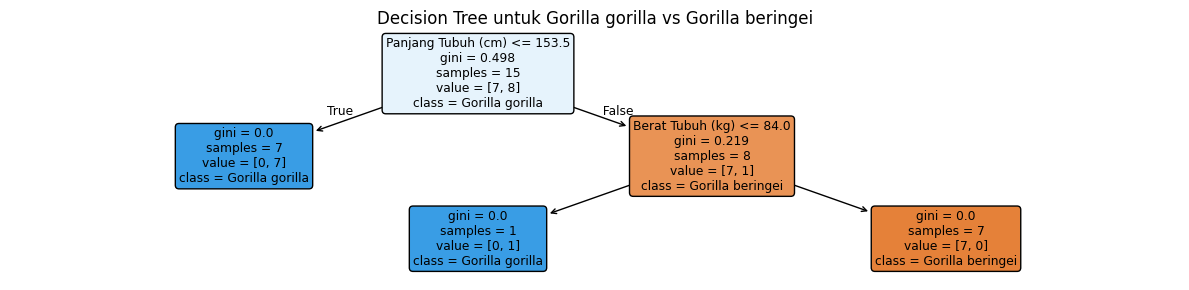 Decision Tree untuk Gorilla gorilla vs Gorilla beringei
Panjang Tubuh (cm) <= 153.5
gini = 0.498
samples = 15
value = [7, 8]
class = Gorilla gorilla
True
False
gini = 0.0
samples = 7
value = [0, 7]
class = Gorilla gorilla
Berat Tubuh (kg) <= 84.0
gini = 0.219
samples = 8
value = [7, 1]
class = Gorilla beringei
gini = 0.0
samples = 1
value = [0, 1]
class = Gorilla gorilla
gini = 0.0
samples = 7
value = [7, 0]
class = Gorilla beringei